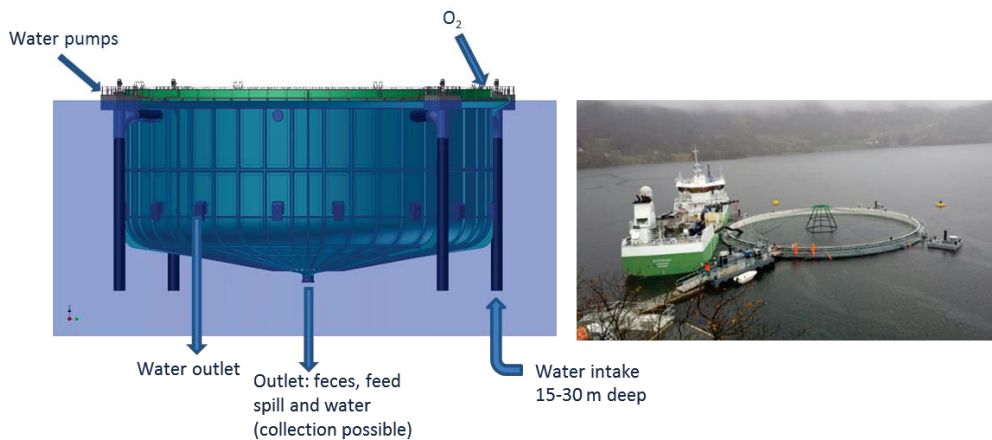 Water pumps
O2
Water outlet
Outlet: feces, feed
spill and water
(collection possible)
Water intake
15-30 m deep